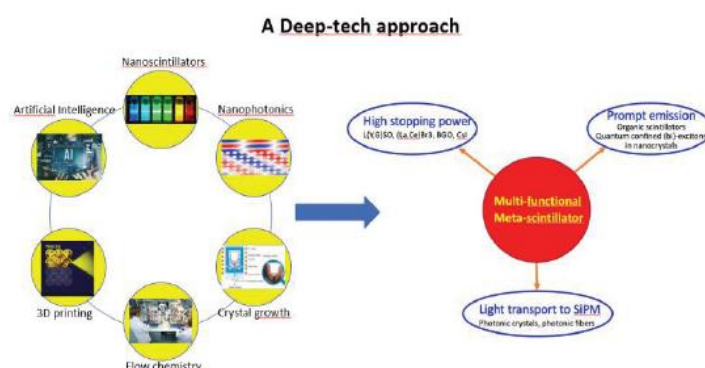 A Deep-tech approach
Nanoscintillators
Artificial Intelligence
Nanophotonics
AI
3D printing
Crystal growth
Flow chemistry
High stopping power
L(Y,G)SO, (La,Ce)Br3, BGO, CsI
Prompt emission
Organic scintillators
Quantum confined (bi-)excitons
in nanocrystals
Multi-functional
Meta-scintillator
Light transport to SiPM
Photonic crystals, photonic fibers